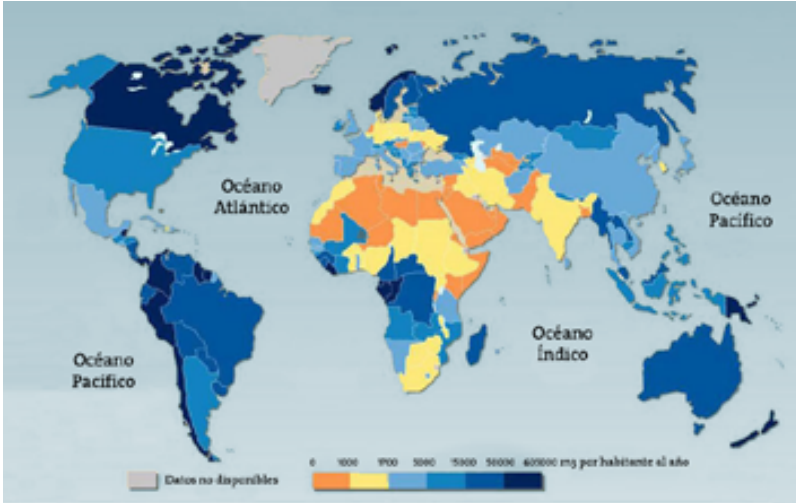 Océano
Atlántico
Océano
Pacífico
Océano
Pacífico
Océano
Índico
0 1000 1700 5000 15000 50000 605000 m3 por habitante al año
Datos no disponibles